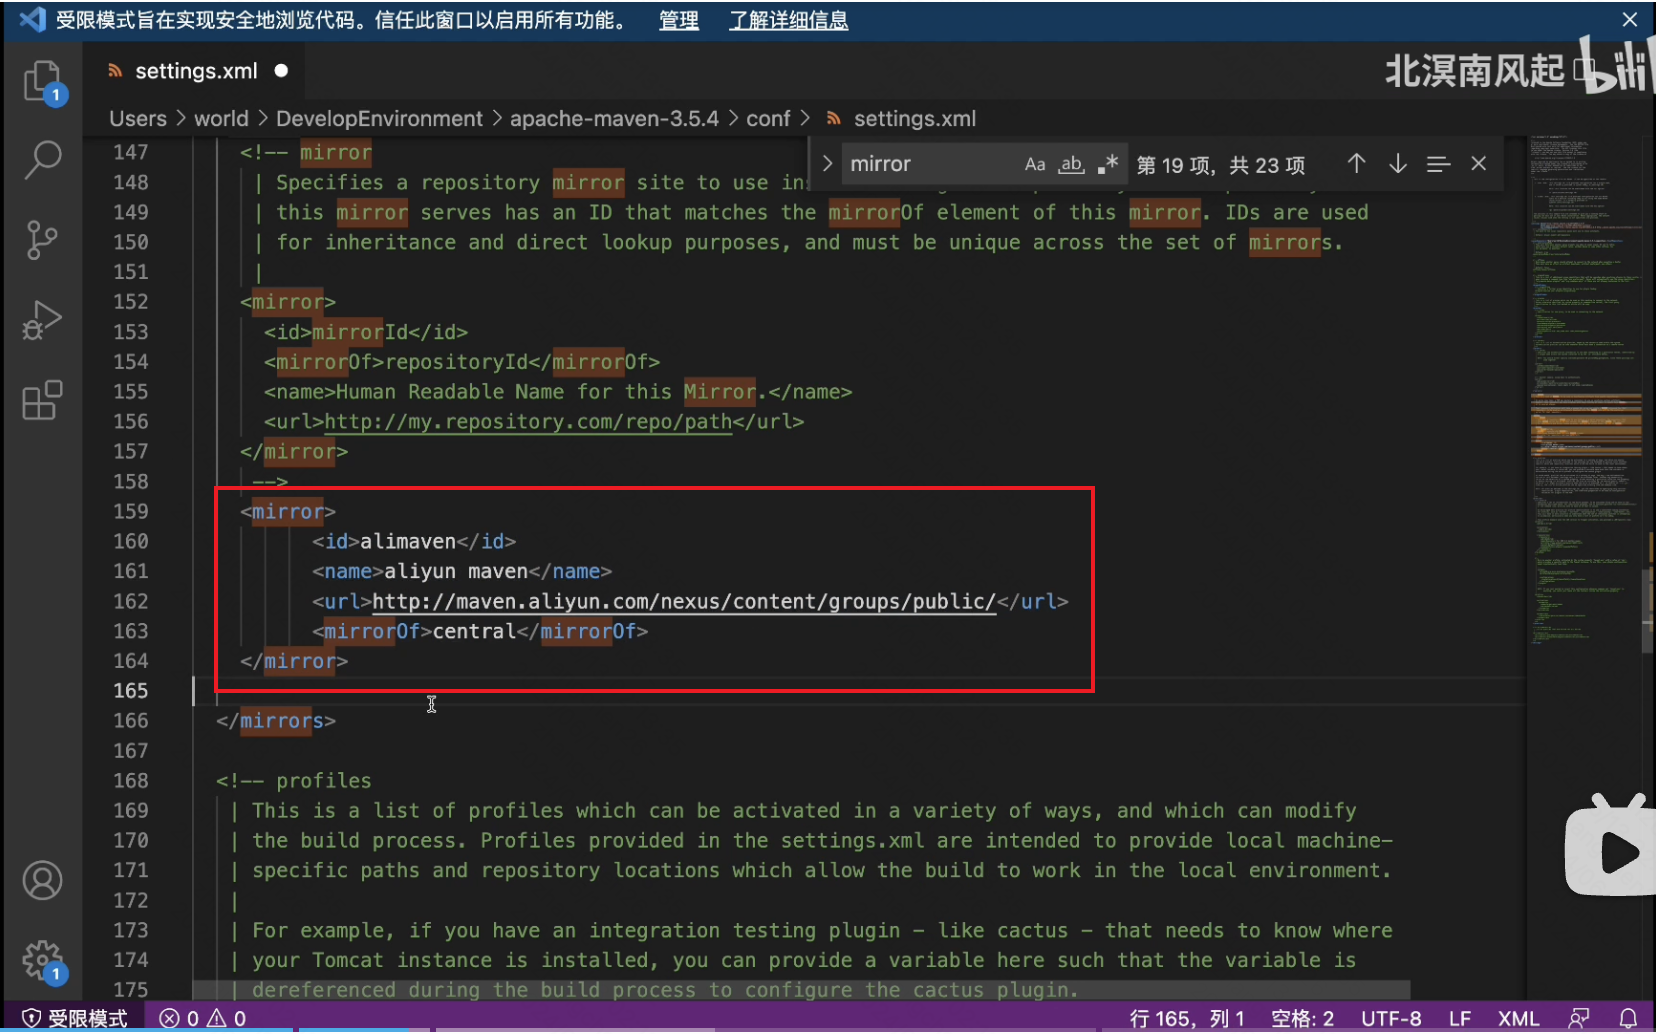 受限模式旨在实现安全地浏览代码。信任此窗口以启用所有功能。 管理 了解详细信息
settings.xml
北溟南风起 bili
1
Users > world > DevelopEnvironment > apache-maven-3.5.4 > conf > settings.xml
mirror Aa ab .* 第 19 项，共 23 项
147 <!-- mirror
148 | Specifies a repository mirror site to use in
149 | this mirror serves has an ID that matches the mirrorOf element of this mirror. IDs are used
150 | for inheritance and direct lookup purposes, and must be unique across the set of mirrors.
151 |
152 <mirror>
153 <id>mirrorId</id>
154 <mirrorOf>repositoryId</mirrorOf>
155 <name>Human Readable Name for this Mirror.</name>
156 <url>http://my.repository.com/repo/path</url>
157 </mirror>
158 -->
159 <mirror>
160 <id>alimaven</id>
161 <name>aliyun maven</name>
162 <url>http://maven.aliyun.com/nexus/content/groups/public/</url>
163 <mirrorOf>central</mirrorOf>
164 </mirror>
165
166 </mirrors>
167
168 <!-- profiles
169 | This is a list of profiles which can be activated in a variety of ways, and which can modify
170 | the build process. Profiles provided in the settings.xml are intended to provide local machine-
171 | specific paths and repository locations which allow the build to work in the local environment.
172 |
173 | For example, if you have an integration testing plugin - like cactus - that needs to know where
174 | your Tomcat instance is installed, you can provide a variable here such that the variable is
175 | dereferenced during the build process to configure the cactus plugin.
1
受限模式 0 0 行 165，列 1 空格: 2 UTF-8 LF XML